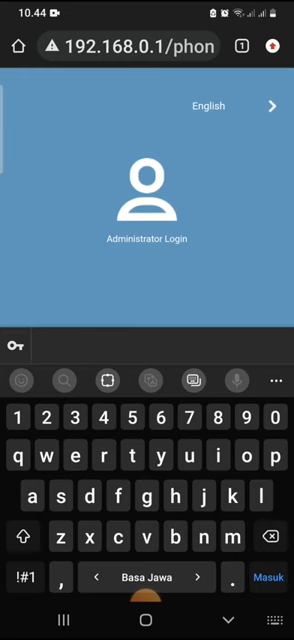 10.44
192.168.0.1/phon
1
English
Administrator Login
1 2 3 4 5 6 7 8 9 0
q w e r t y u i o p
a s d f g h j k l
z x c v b n m
!#1 , < Basa Jawa > . Masuk